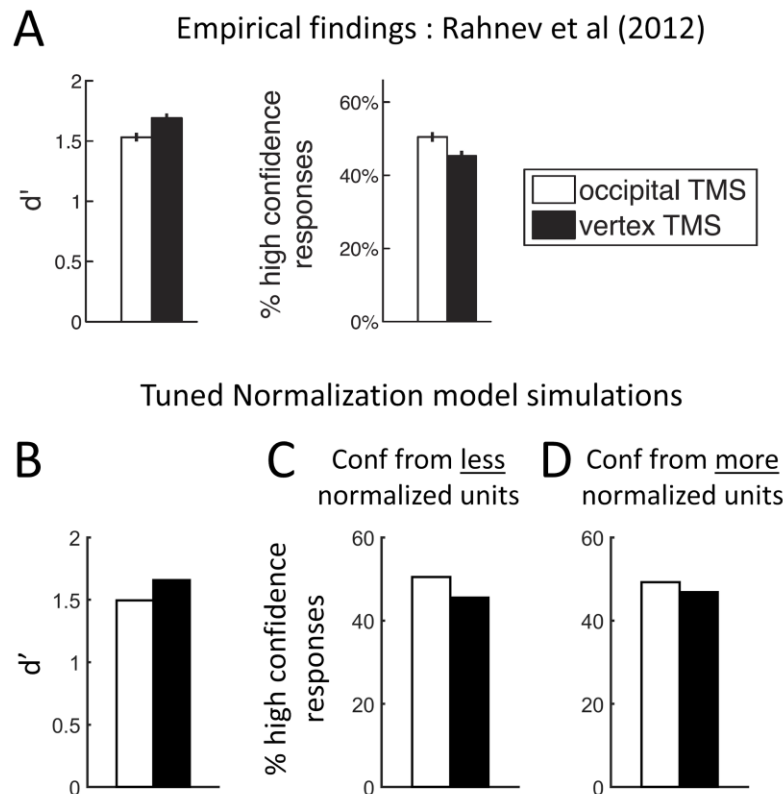 A
Empirical findings : Rahnev et al (2012)
2
1.5
1
0.5
0
d'
60%
40%
20%
0%
% high confidence
responses
occipital TMS
vertex TMS
Tuned Normalization model simulations
B
C
Conf from less
normalized units
D
Conf from more
normalized units
2
1.5
1
0.5
0
d’
60
40
20
0
% high confidence
responses
60
40
20
0